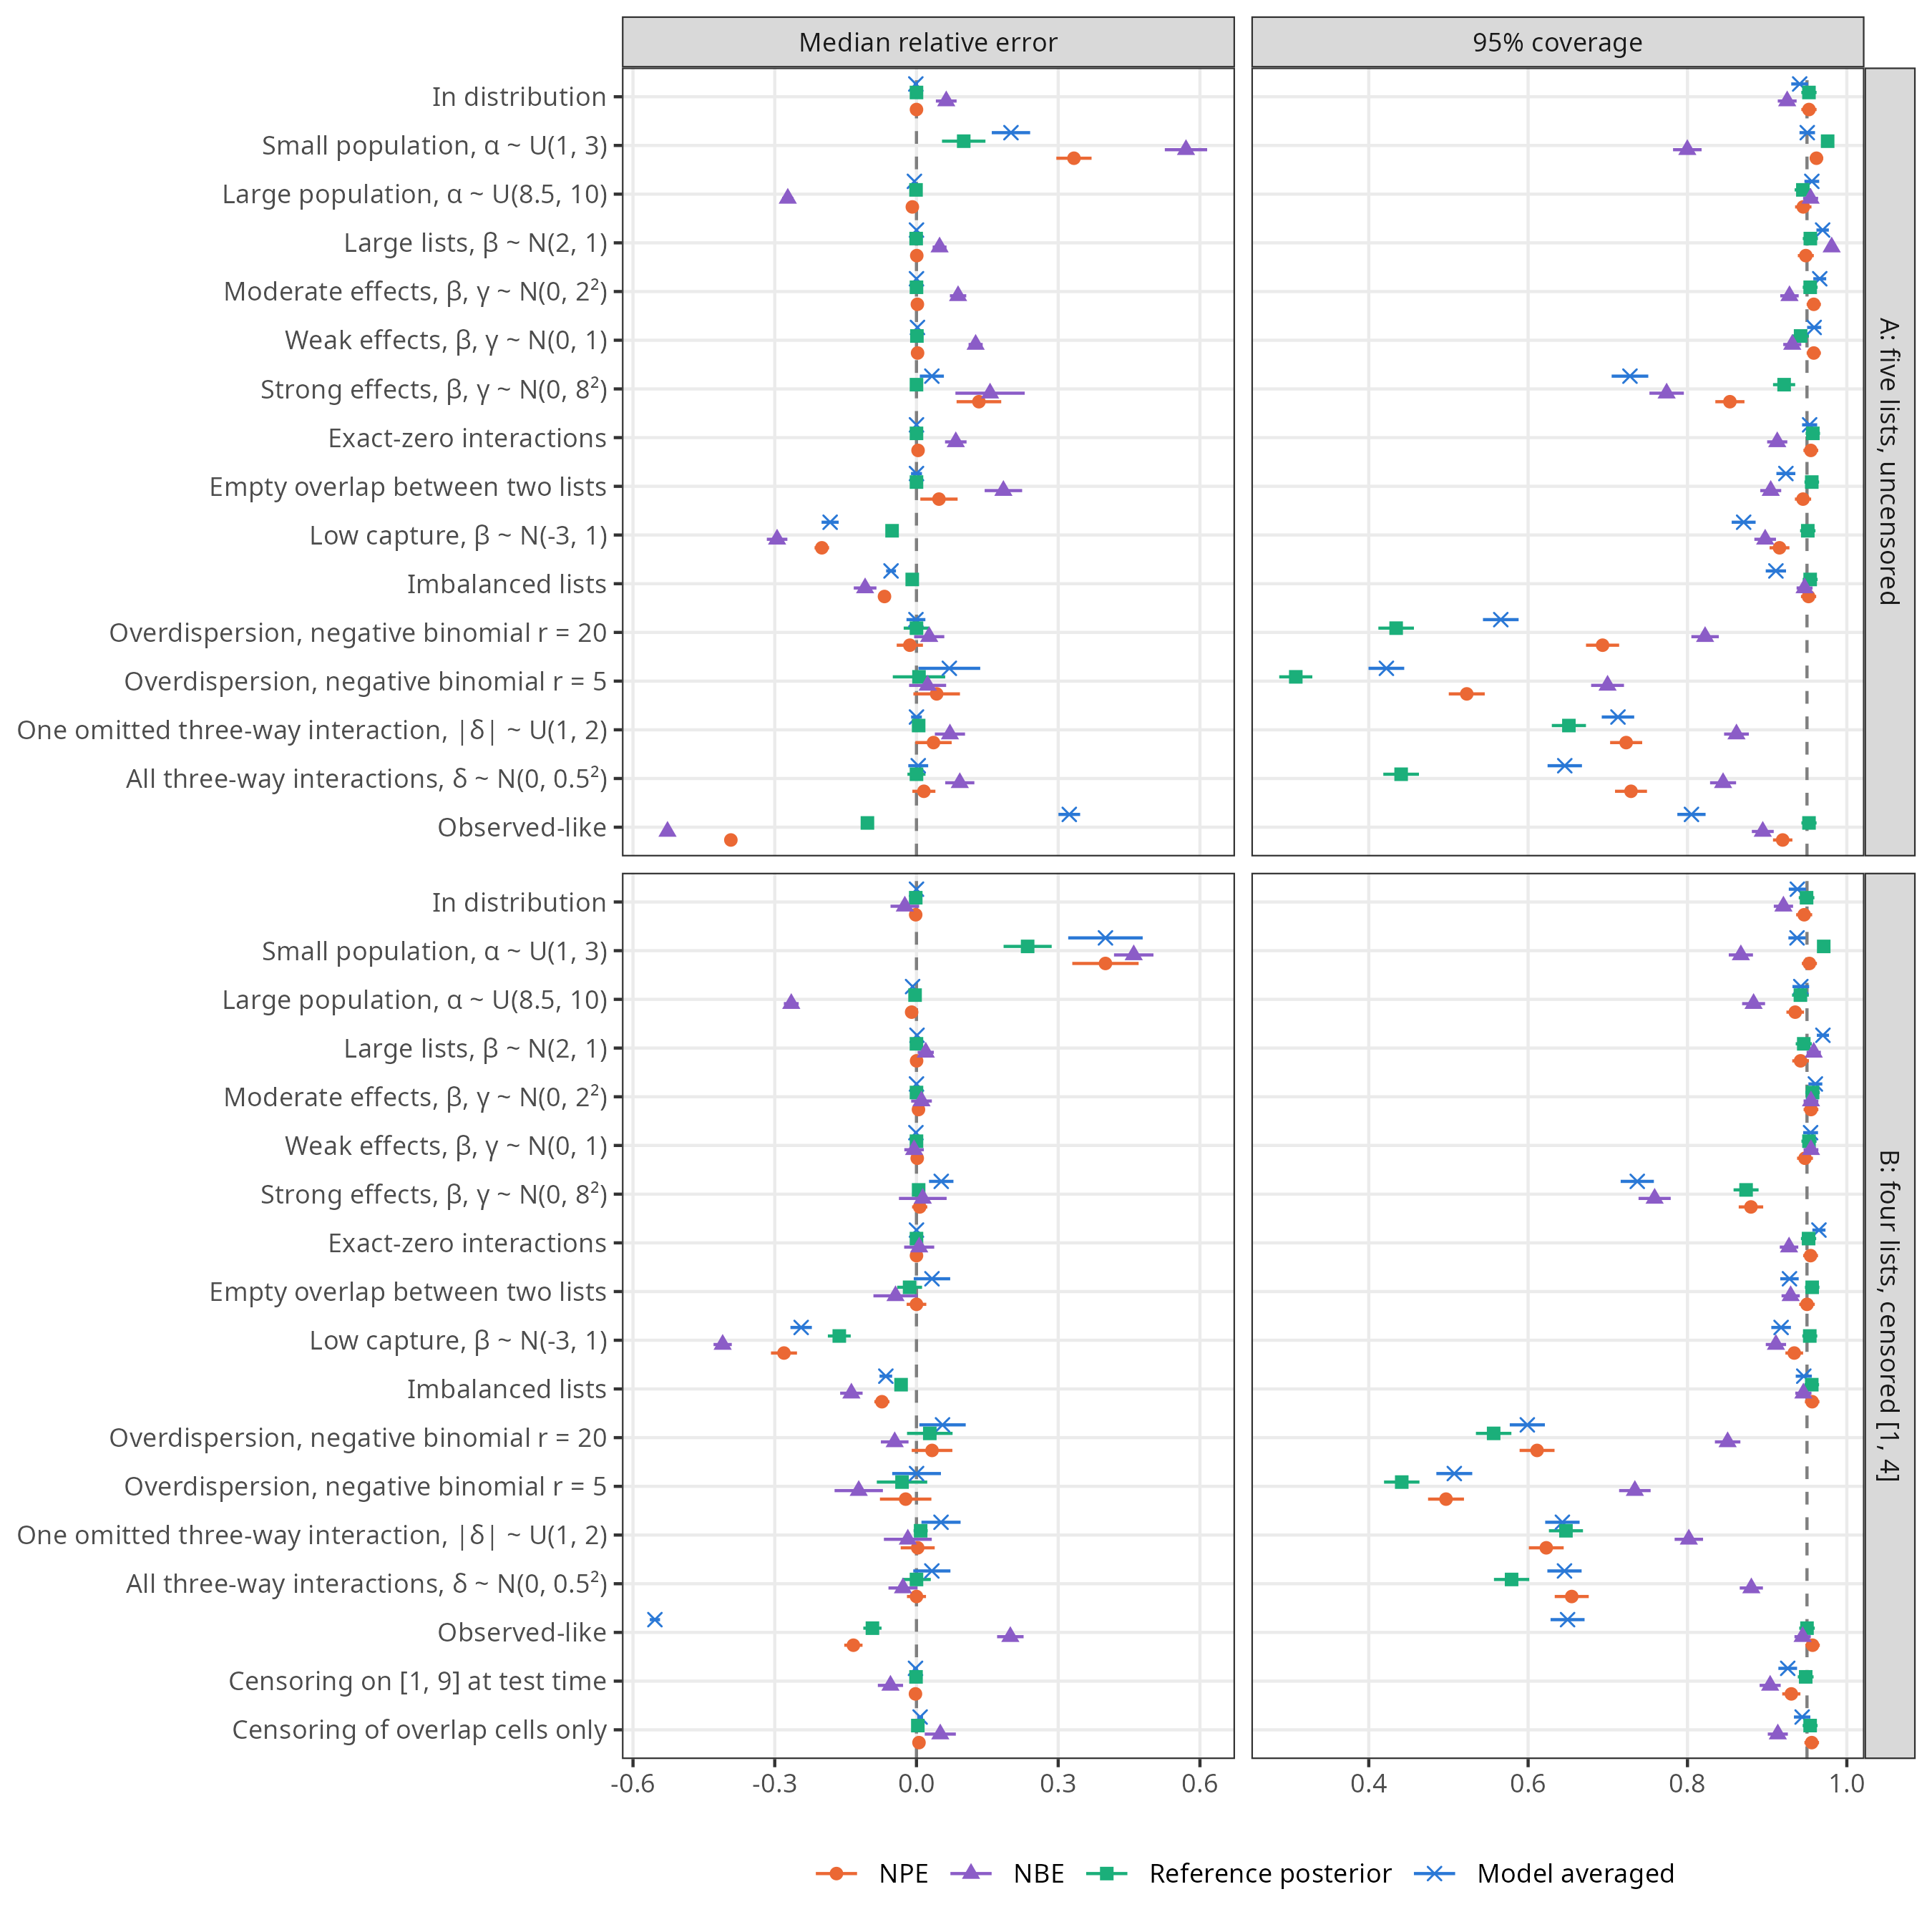 Median relative error
95% coverage
In distribution
Small population, α ~ U(1, 3)
Large population, α ~ U(8.5, 10)
Large lists, β ~ N(2, 1)
Moderate effects, β, γ ~ N(0, 2²)
Weak effects, β, γ ~ N(0, 1)
Strong effects, β, γ ~ N(0, 8²)
Exact-zero interactions
Empty overlap between two lists
Low capture, β ~ N(-3, 1)
Imbalanced lists
Overdispersion, negative binomial r = 20
Overdispersion, negative binomial r = 5
One omitted three-way interaction, |δ| ~ U(1, 2)
All three-way interactions, δ ~ N(0, 0.5²)
Observed-like
A: five lists, uncensored
In distribution
Small population, α ~ U(1, 3)
Large population, α ~ U(8.5, 10)
Large lists, β ~ N(2, 1)
Moderate effects, β, γ ~ N(0, 2²)
Weak effects, β, γ ~ N(0, 1)
Strong effects, β, γ ~ N(0, 8²)
Exact-zero interactions
Empty overlap between two lists
Low capture, β ~ N(-3, 1)
Imbalanced lists
Overdispersion, negative binomial r = 20
Overdispersion, negative binomial r = 5
One omitted three-way interaction, |δ| ~ U(1, 2)
All three-way interactions, δ ~ N(0, 0.5²)
Observed-like
Censoring on [1, 9] at test time
Censoring of overlap cells only
B: four lists, censored [1, 4]
-0.6 -0.3 0.0 0.3 0.6
0.4 0.6 0.8 1.0
NPE NBE Reference posterior Model averaged